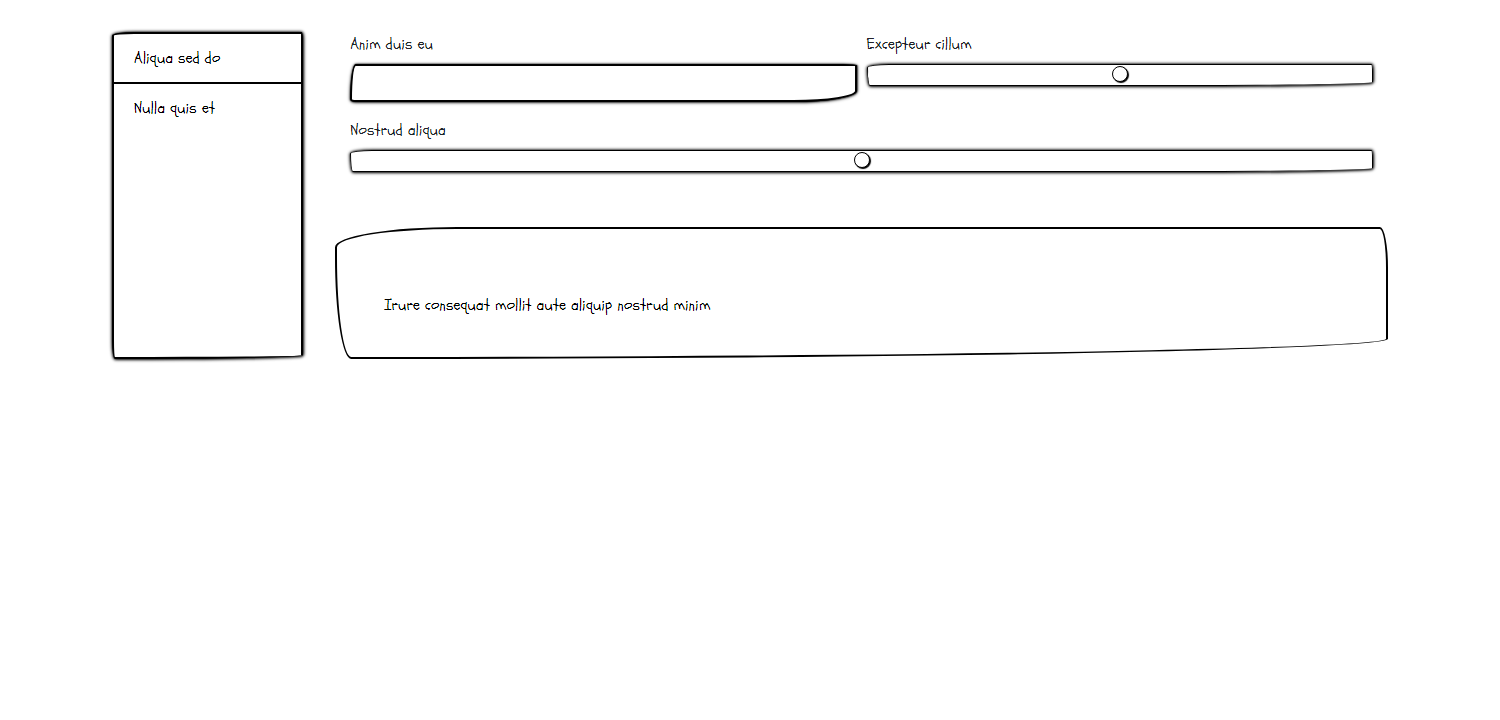 Aliqua sed do
Nulla quis et
Anim duis eu
Excepteur cillum
Nostrud aliqua
Irure consequat mollit aute aliquip nostrud minim